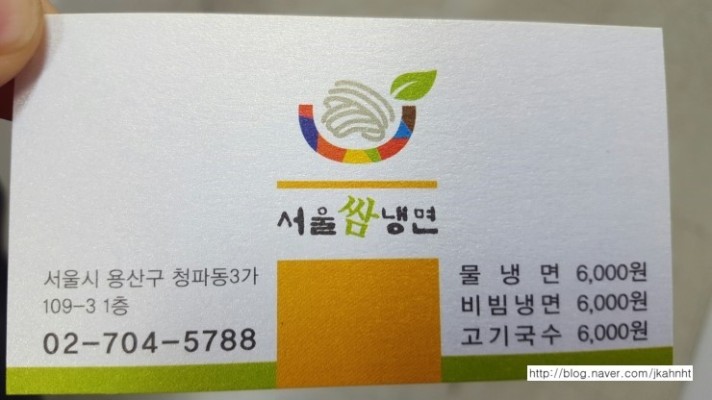 서울쌈냉면
서울시 용산구 청파동3가
109-3 1층
02-704-5788
물 냉 면 6,000원
비빔냉면 6,000원
고기국수 6,000원
http://blog.naver.com/jkahnht